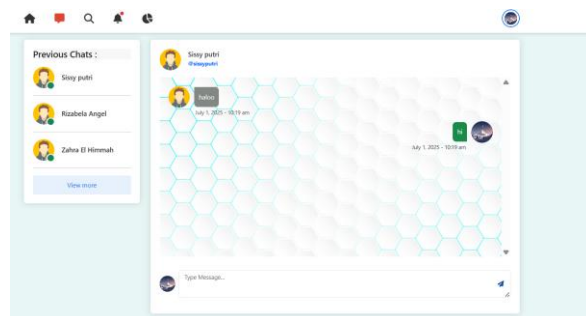 Previous Chats :
Sissy putri
Rizabela Angel
Zahra El Himmah
View more
Sissy putri
@sissyputri
haloo
July 1, 2025 - 10:19 am
hi
July 1, 2025 - 10:19 am
Type Message...